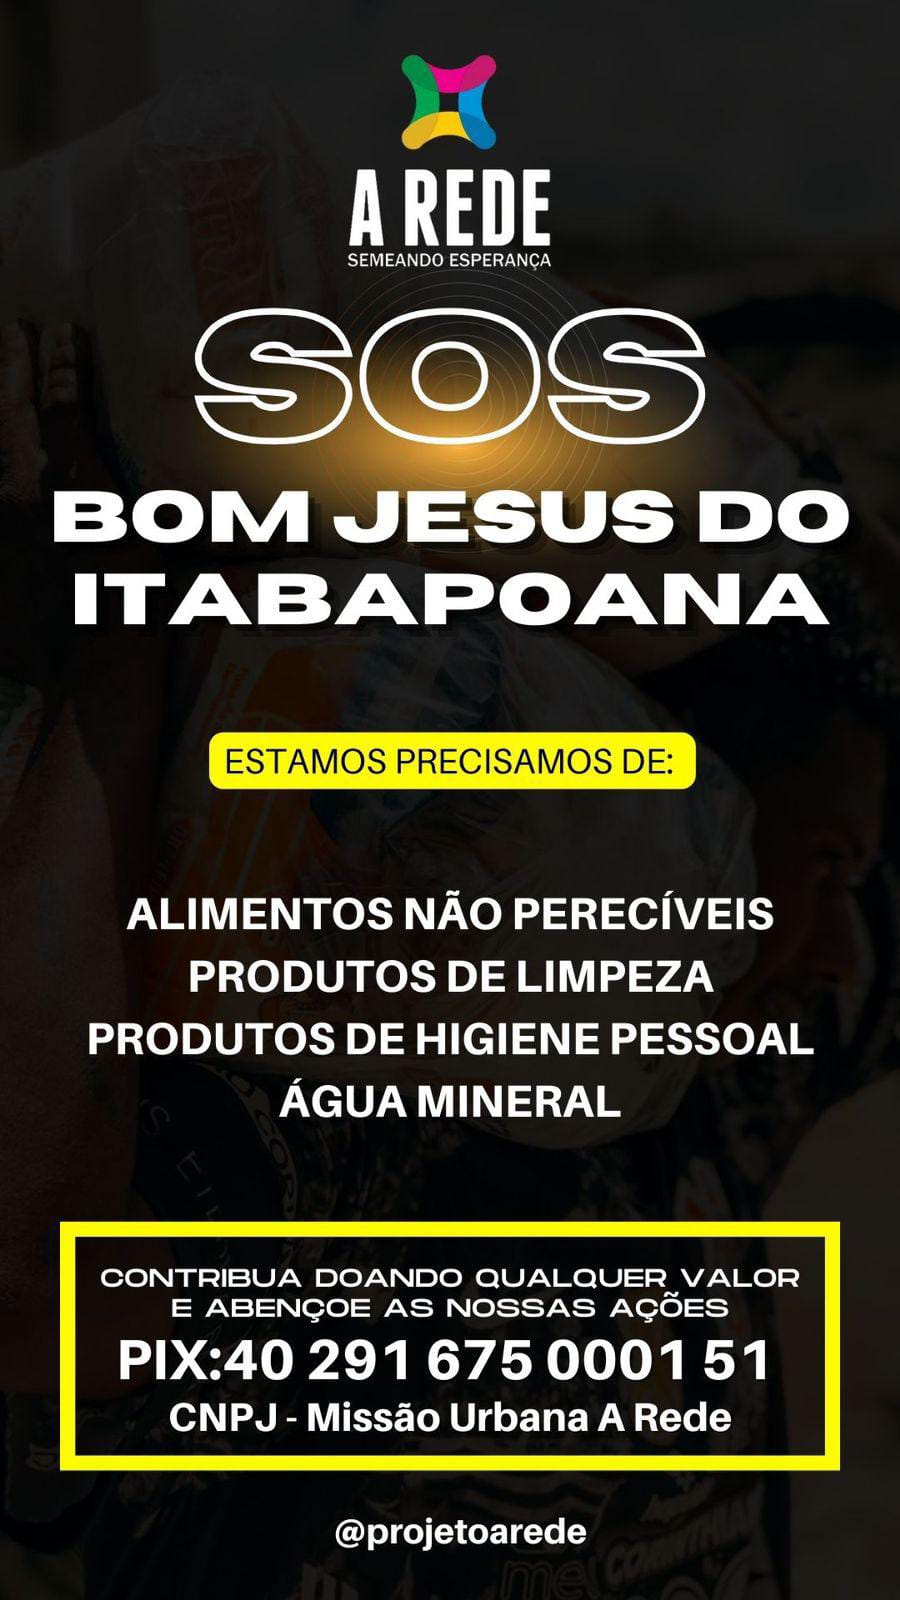 A REDE
SEMEANDO ESPERANÇA
SOS
BOM JESUS DO
ITABAPOANA
ESTAMOS PRECISAMOS DE:
ALIMENTOS NÃO PERECÍVEIS
PRODUTOS DE LIMPEZA
PRODUTOS DE HIGIENE PESSOAL
ÁGUA MINERAL
CONTRIBUA DOANDO QUALQUER VALOR
E ABENÇOE AS NOSSAS AÇÕES
PIX:40 291 675 0001 51
CNPJ - Missão Urbana A Rede
@projetoarede